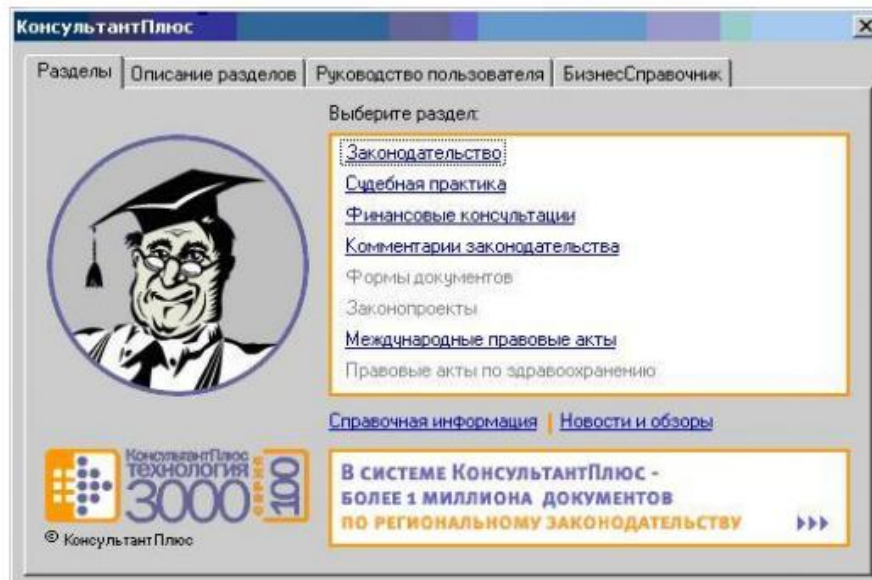 КонсультантПлюс
Разделы Описание разделов Руководство пользователя БизнесСправочник
Выберите раздел:
Законодательство
Судебная практика
Финансовые консультации
Комментарии законодательства
Формы документов
Законопроекты
Международные правовые акты
Правовые акты по здравоохранению
Справочная информация | Новости и обзоры
КонсультантПлюс
ТЕХНОЛОГИЯ
3000
серия
100
© КонсультантПлюс
В СИСТЕМЕ КОНСУЛЬТАНТПЛЮС -
БОЛЕЕ 1 МИЛЛИОНА ДОКУМЕНТОВ
ПО РЕГИОНАЛЬНОМУ ЗАКОНОДАТЕЛЬСТВУ